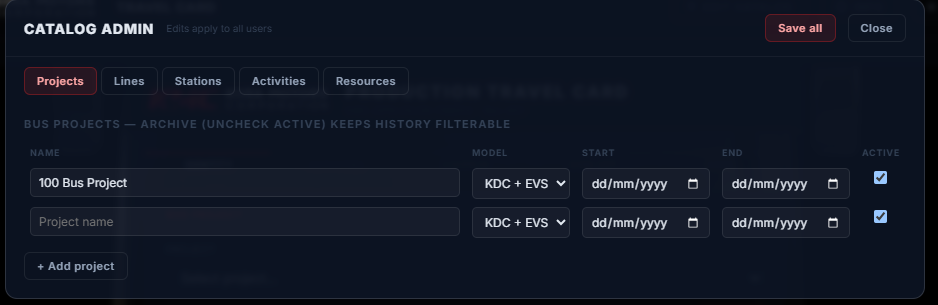 CATALOG ADMIN Edits apply to all users Save all Close
Projects Lines Stations Activities Resources
BUS PROJECTS — ARCHIVE (UNCHECK ACTIVE) KEEPS HISTORY FILTERABLE
NAME MODEL START END ACTIVE
100 Bus Project KDC + EVS dd/mm/yyyy dd/mm/yyyy
Project name KDC + EVS dd/mm/yyyy dd/mm/yyyy
+ Add project